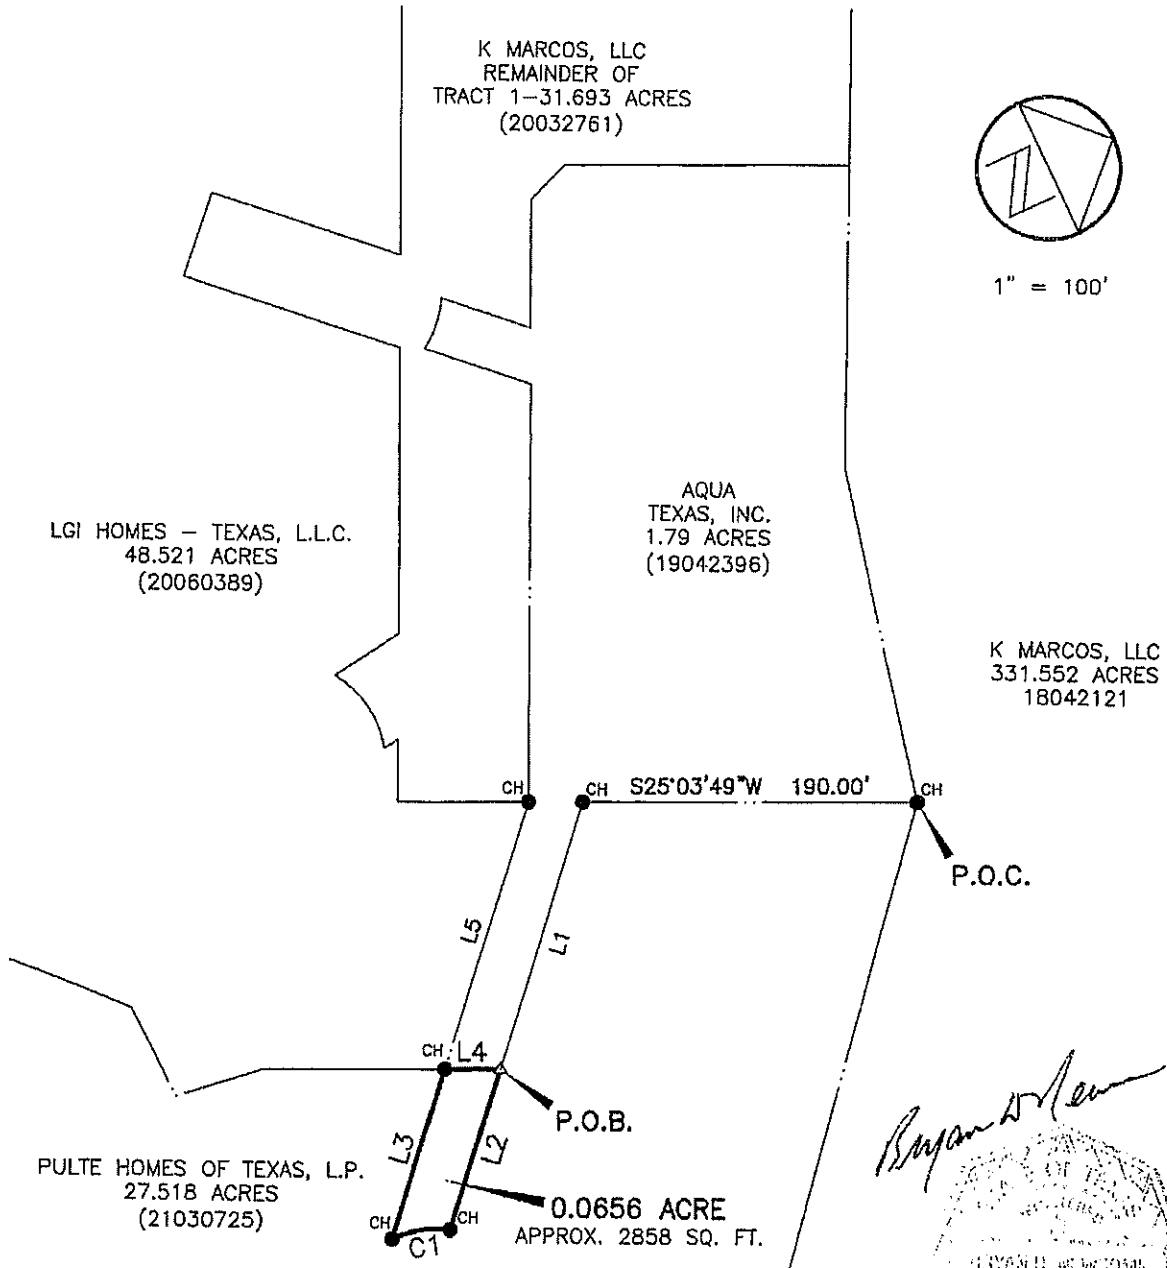 K MARCOS, LLC
REMAINDER OF
TRACT 1-31.693 ACRES
(20032761)
N
1" = 100'
AQUA
TEXAS, INC.
1.79 ACRES
(19042396)
LGI HOMES – TEXAS, L.L.C.
48.521 ACRES
(20060389)
K MARCOS, LLC
331.552 ACRES
18042121
CH
CH
S25°03'49"W 190.00'
CH
P.O.C.
L5
L1
CH
L4
P.O.B.
L3
L2
PULTE HOMES OF TEXAS, L.P.
27.518 ACRES
(21030725)
0.0656 ACRE
APPROX. 2858 SQ. FT.
CH
CH
C1
Bryan D
OF